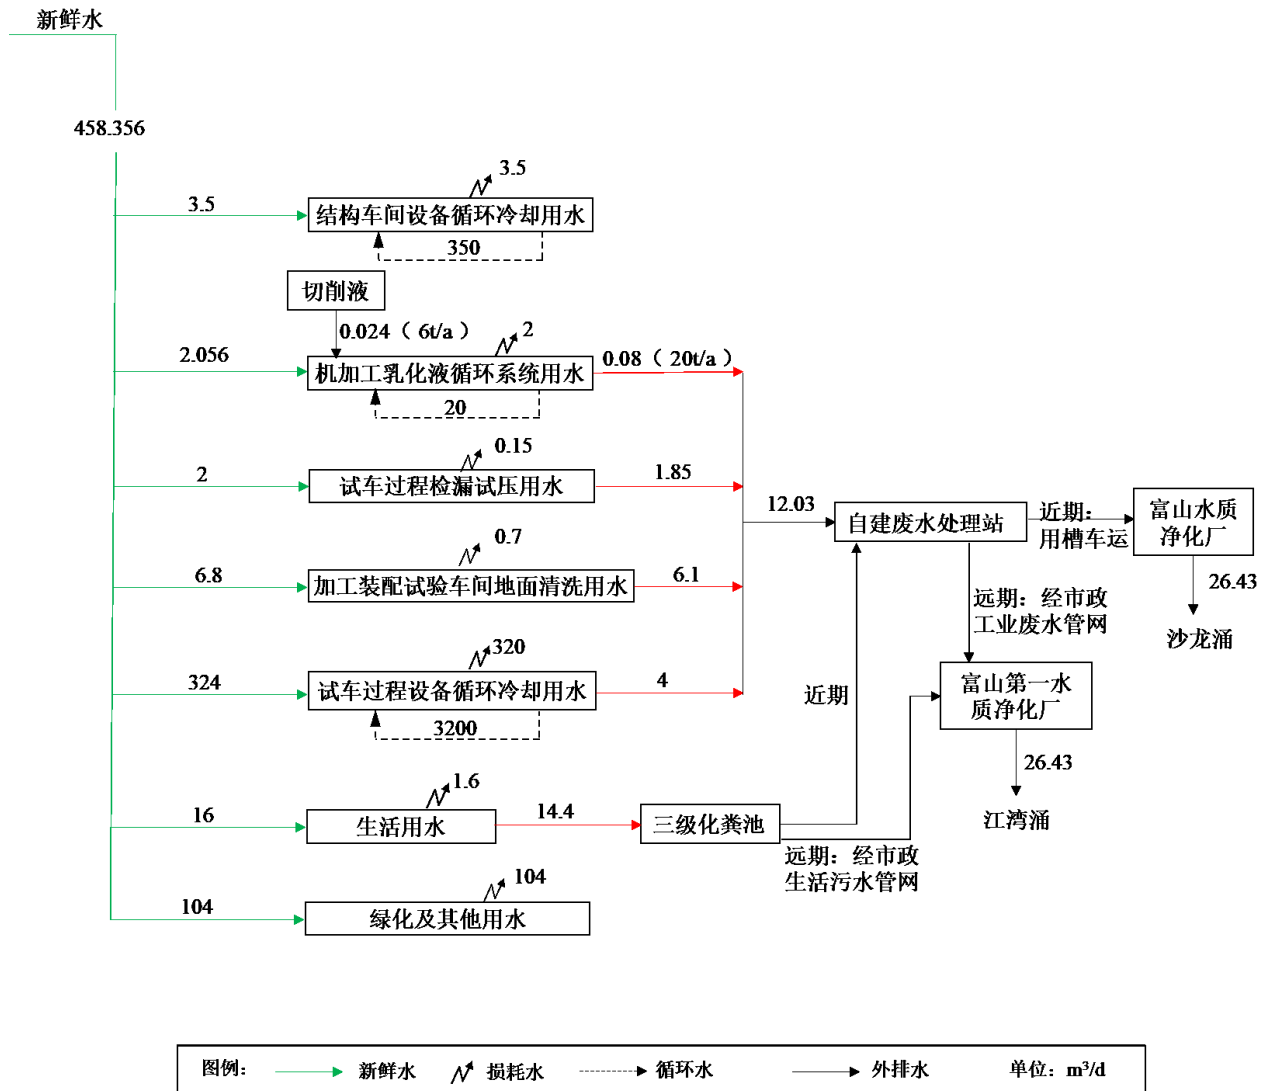 新鲜水
458.356
3.5
3.5
结构车间设备循环冷却用水
350
切削液
0.024（ 6t/a ）
2
2.056
机加工乳化液循环系统用水
0.08（ 20t/a ）
20
0.15
2
试车过程检漏试压用水
1.85
12.03
自建废水处理站
近期：
用槽车运
富山水质
净化厂
26.43
沙龙涌
0.7
6.8
加工装配试验车间地面清洗用水
6.1
远期：经市政
工业废水管网
320
324
试车过程设备循环冷却用水
4
3200
近期
富山第一水
质净化厂
26.43
江湾涌
1.6
16
生活用水
14.4
三级化粪池
远期：经市政
生活污水管网
104
104
绿化及其他用水
图例：
新鲜水
损耗水
循环水
外排水
单位：m³/d